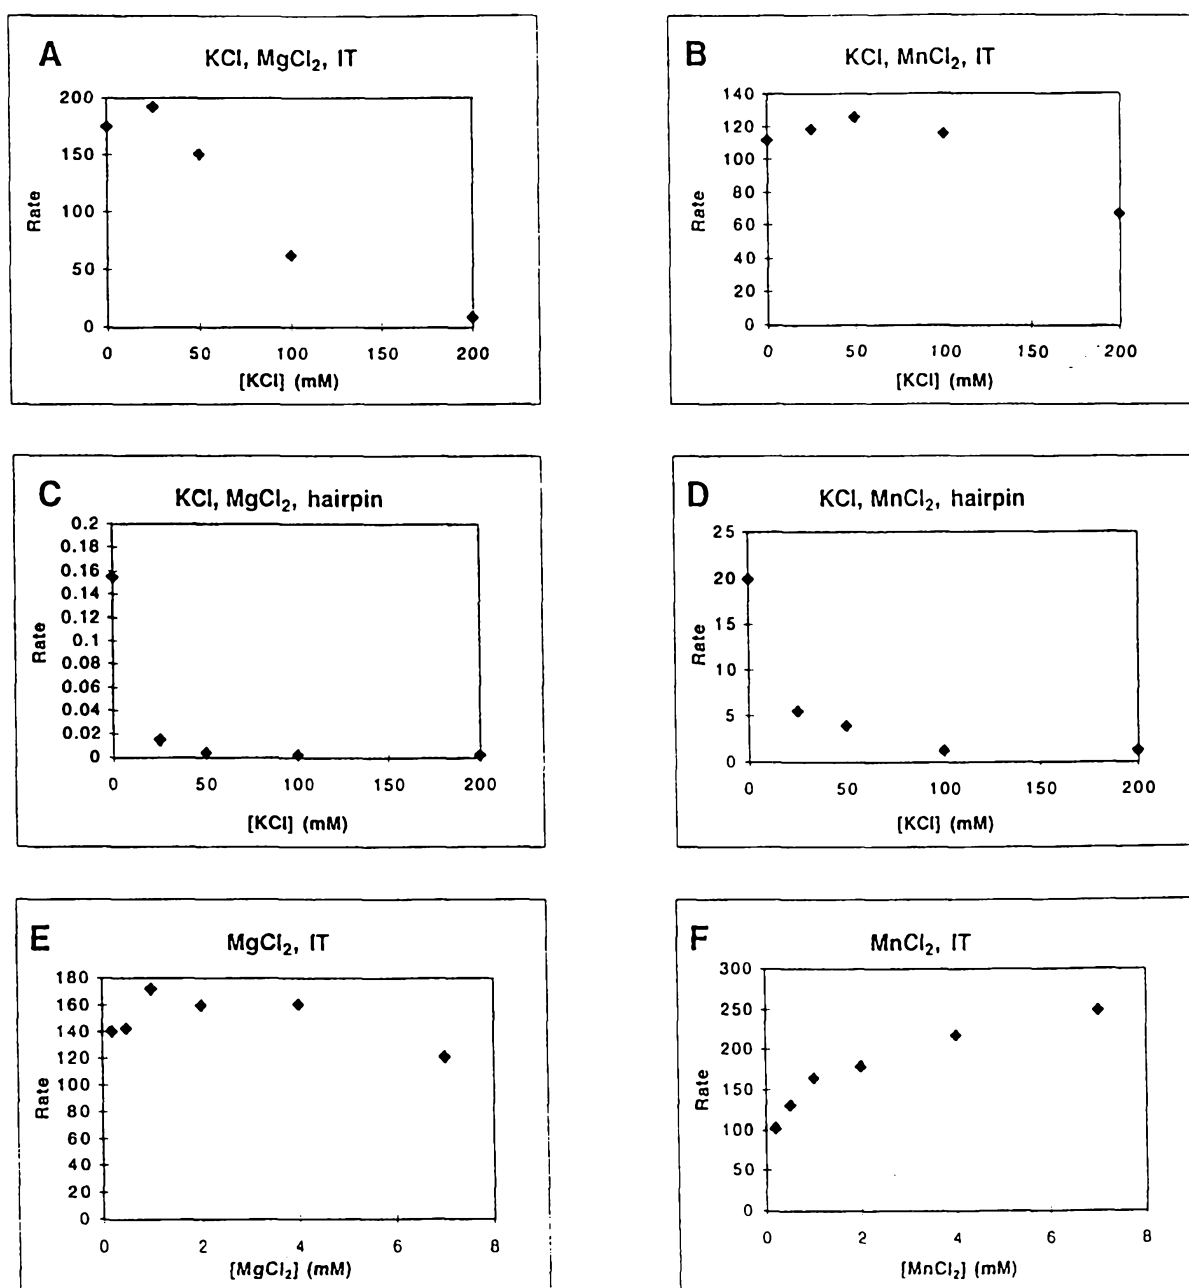 A
KCl, MgCl₂, IT
200
150
100
50
0
Rate
0 50 100 150 200
[KCl] (mM)
B
KCl, MnCl₂, IT
140
120
100
80
60
40
20
0
Rate
0 50 100 150 200
[KCl] (mM)
C
KCl, MgCl₂, hairpin
0.2
0.18
0.16
0.14
0.12
0.1
0.08
0.06
0.04
0.02
0
Rate
0 50 100 150 200
[KCl] (mM)
D
KCl, MnCl₂, hairpin
25
20
15
10
5
0
Rate
0 50 100 150 200
[KCl] (mM)
E
MgCl₂, IT
180
160
140
120
100
80
60
40
20
0
Rate
0 2 4 6 8
[MgCl₂] (mM)
F
MnCl₂, IT
300
250
200
150
100
50
0
Rate
0 2 4 6 8
[MnCl₂] (mM)